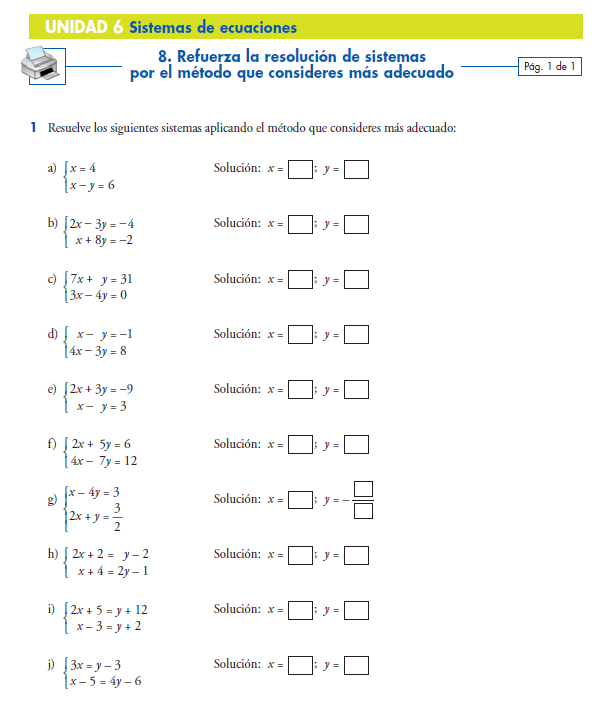 UNIDAD 6 Sistemas de ecuaciones
8. Refuerza la resolución de sistemas
por el método que consideres más adecuado
Pág. 1 de 1
1 Resuelve los siguientes sistemas aplicando el método que consideres más adecuado:
a) x = 4
x – y = 6
Solución: x = ; y =
b) 2x – 3y = –4
x + 8y = –2
Solución: x = ; y =
c) 7x + y = 31
3x – 4y = 0
Solución: x = ; y =
d) x – y = –1
4x – 3y = 8
Solución: x = ; y =
e) 2x + 3y = –9
x – y = 3
Solución: x = ; y =
f) 2x + 5y = 6
4x – 7y = 12
Solución: x = ; y =
g) x – 4y = 3
2x + y = 3/2
Solución: x = ; y = –
h) 2x + 2 = y – 2
x + 4 = 2y – 1
Solución: x = ; y =
i) 2x + 5 = y + 12
x – 3 = y + 2
Solución: x = ; y =
j) 3x = y – 3
x – 5 = 4y – 6
Solución: x = ; y =